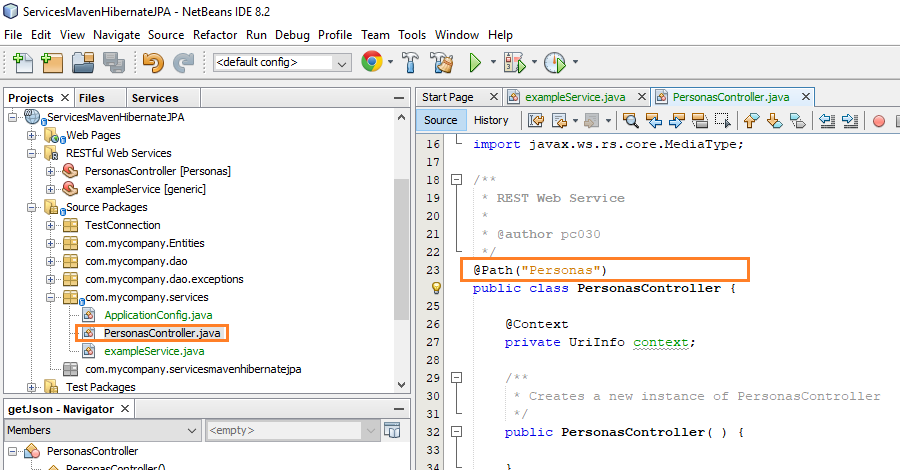 ServicesMavenHibernateJPA - NetBeans IDE 8.2
File Edit View Navigate Source Refactor Run Debug Profile Team Tools Window Help
<default config>
Projects Files Services
ServicesMavenHibernateJPA
Web Pages
RESTful Web Services
PersonasController [Personas]
exampleService [generic]
Source Packages
TestConnection
com.mycompany.Entities
com.mycompany.dao
com.mycompany.dao.exceptions
com.mycompany.services
ApplicationConfig.java
PersonasController.java
exampleService.java
com.mycompany.servicesmavenhibernatejpa
Test Packages
getJson - Navigator
Members <empty>
PersonasController
PersonasController()
Start Page exampleService.java PersonasController.java
Source History
16 import javax.ws.rs.core.MediaType;
17
18 /**
19 * REST Web Service
20 *
21 * @author pc030
22 */
23 @Path("Personas")
public class PersonasController {
25
26 @Context
27 private UriInfo context;
28
29 /**
30 * Creates a new instance of PersonasController
31 */
32 public PersonasController( ) {
33
34 }